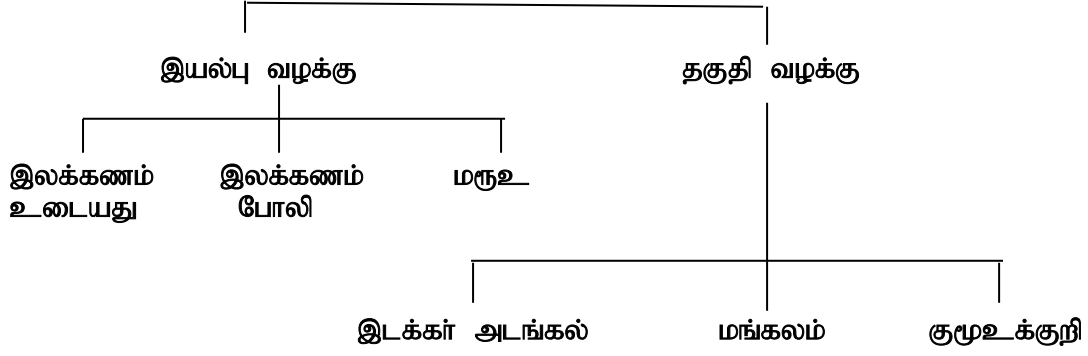 இயல்பு வழக்கு தகுதி வழக்கு
இலக்கணம் இலக்கணம் மரூஉ
உடையது போலி
இடக்கர் அடங்கல் மங்கலம் குமூஉக்குறி